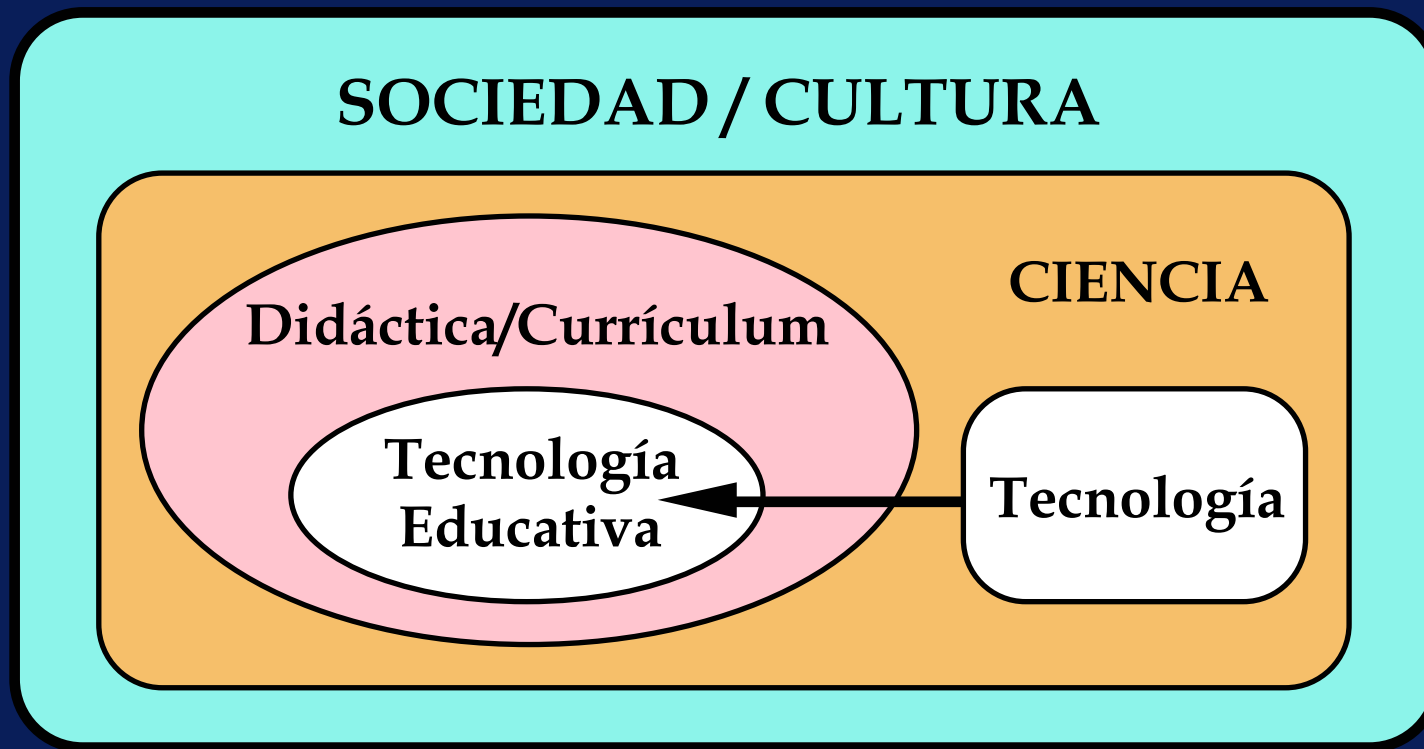 SOCIEDAD / CULTURA
CIENCIA
Didáctica/Currículum
Tecnología
Educativa
Tecnología